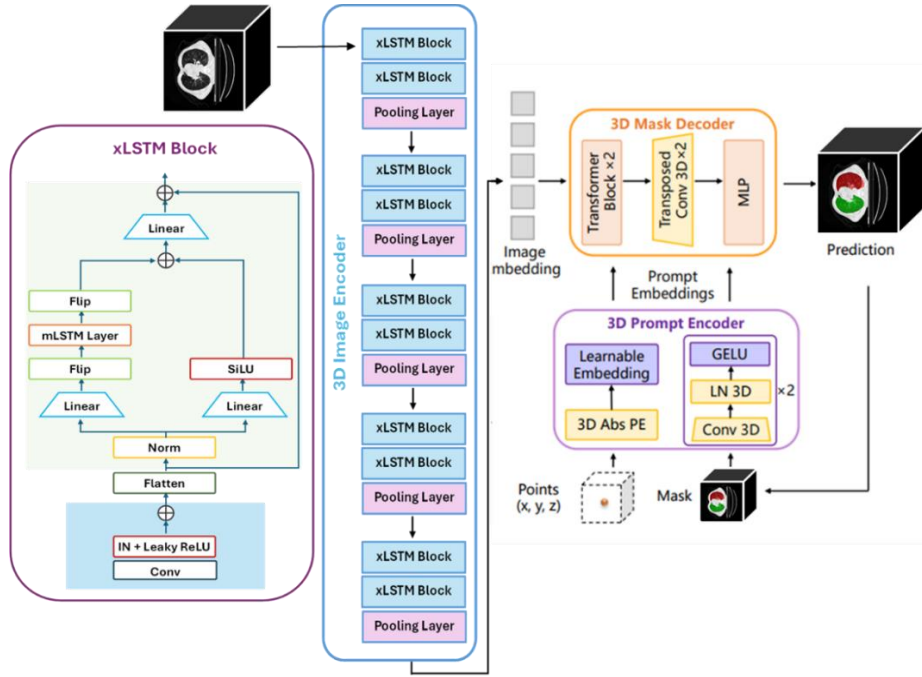 xLSTM Block
Linear
Flip
mLSTM Layer
Flip
SiLU
Linear
Linear
Norm
Flatten
IN + Leaky ReLU
Conv
3D Image Encoder
xLSTM Block
xLSTM Block
Pooling Layer
xLSTM Block
xLSTM Block
Pooling Layer
xLSTM Block
xLSTM Block
Pooling Layer
xLSTM Block
xLSTM Block
Pooling Layer
xLSTM Block
xLSTM Block
Pooling Layer
Image
mbedding
3D Mask Decoder
Transformer
Block ×2
Transposed
Conv 3D×2
MLP
Prediction
Prompt
Embeddings
3D Prompt Encoder
Learnable
Embedding
3D Abs PE
GELU
LN 3D
Conv 3D
×2
Points
(x, y, z)
Mask